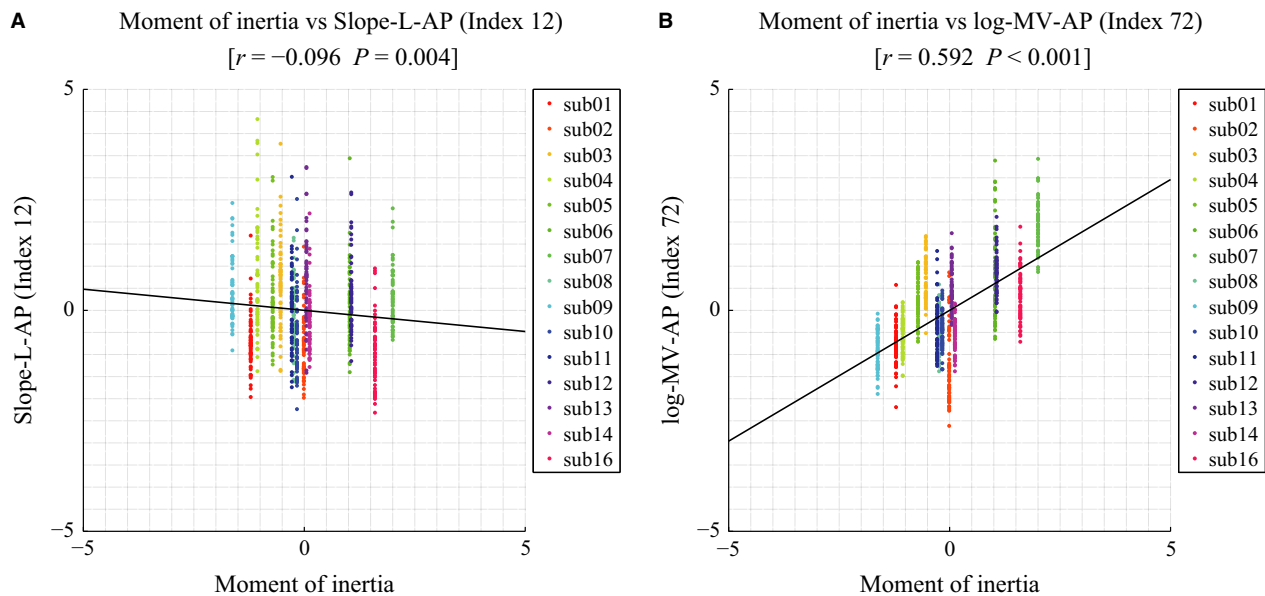 A
Moment of inertia vs Slope-L-AP (Index 12)
[r = −0.096 P = 0.004]
5
0
−5
−5
0
5
Slope-L-AP (Index 12)
Moment of inertia
sub01
sub02
sub03
sub04
sub05
sub06
sub07
sub08
sub09
sub10
sub11
sub12
sub13
sub14
sub16
B
Moment of inertia vs log-MV-AP (Index 72)
[r = 0.592 P < 0.001]
5
0
−5
−5
0
5
log-MV-AP (Index 72)
Moment of inertia
sub01
sub02
sub03
sub04
sub05
sub06
sub07
sub08
sub09
sub10
sub11
sub12
sub13
sub14
sub16